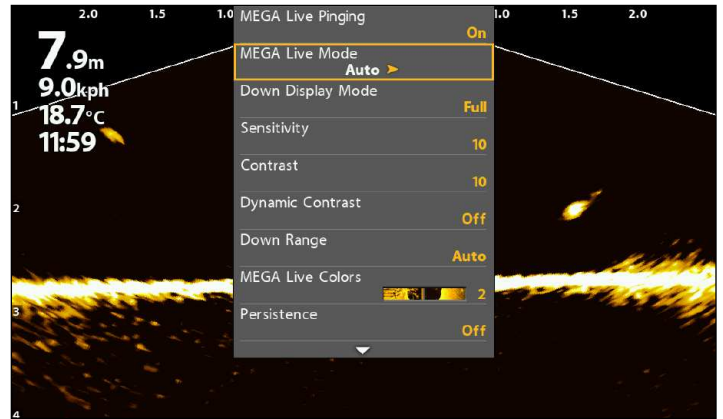 2.0 1.5 1.0 1.0 1.5 2.0
7.9m
9.0kph
18.7°C
11:59
1
2
3
4
MEGA Live Pinging
On
MEGA Live Mode
Auto ➤
Down Display Mode
Full
Sensitivity
10
Contrast
10
Dynamic Contrast
Off
Down Range
Auto
MEGA Live Colors
2
Persistence
Off